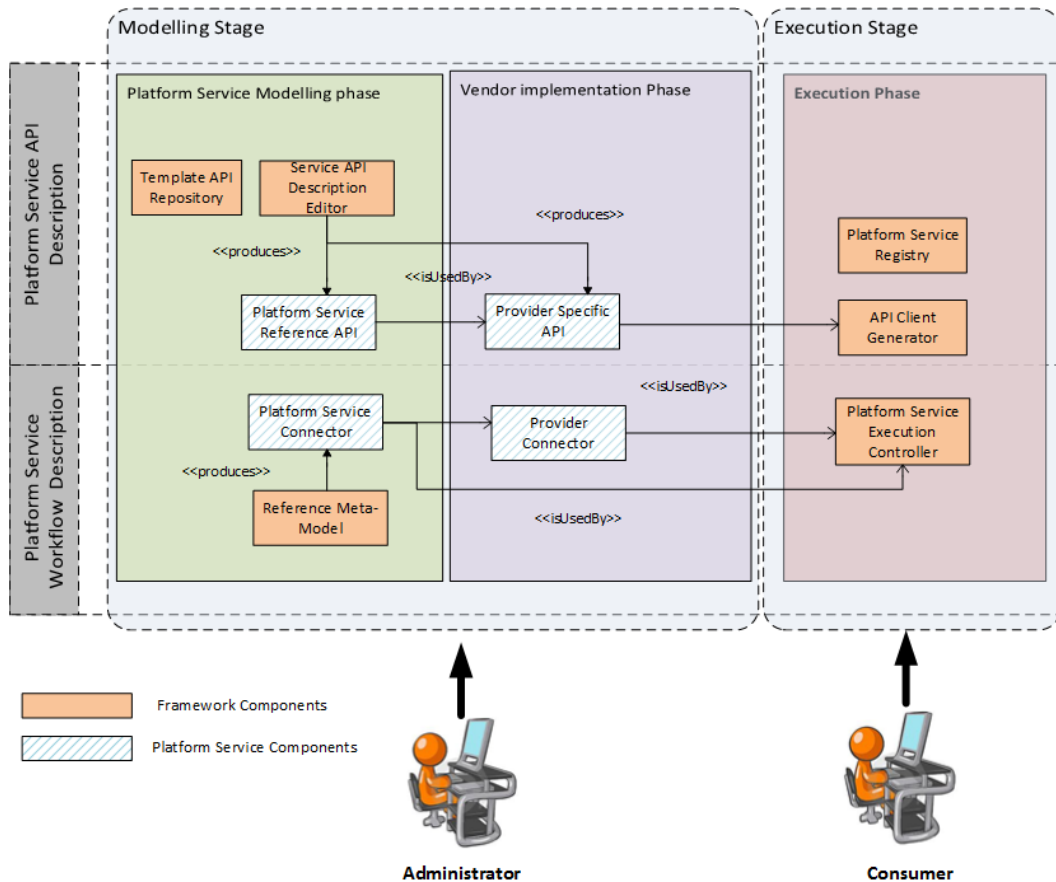 Modelling Stage
Execution Stage
Platform Service API
Description
Platform Service Modelling phase
Vendor implementation Phase
Execution Phase
Template API
Repository
Service API
Description
Editor
<<produces>>
<<produces>>
<<isUsedBy>>
Platform Service
Registry
Platform Service
Reference API
Provider Specific
API
API Client
Generator
Platform Service
Workflow Description
<<isUsedBy>>
Platform Service
Connector
Provider
Connector
Platform Service
Execution
Controller
<<produces>>
Reference Meta-
Model
<<isUsedBy>>
Framework Components
Platform Service Components
Administrator
Consumer